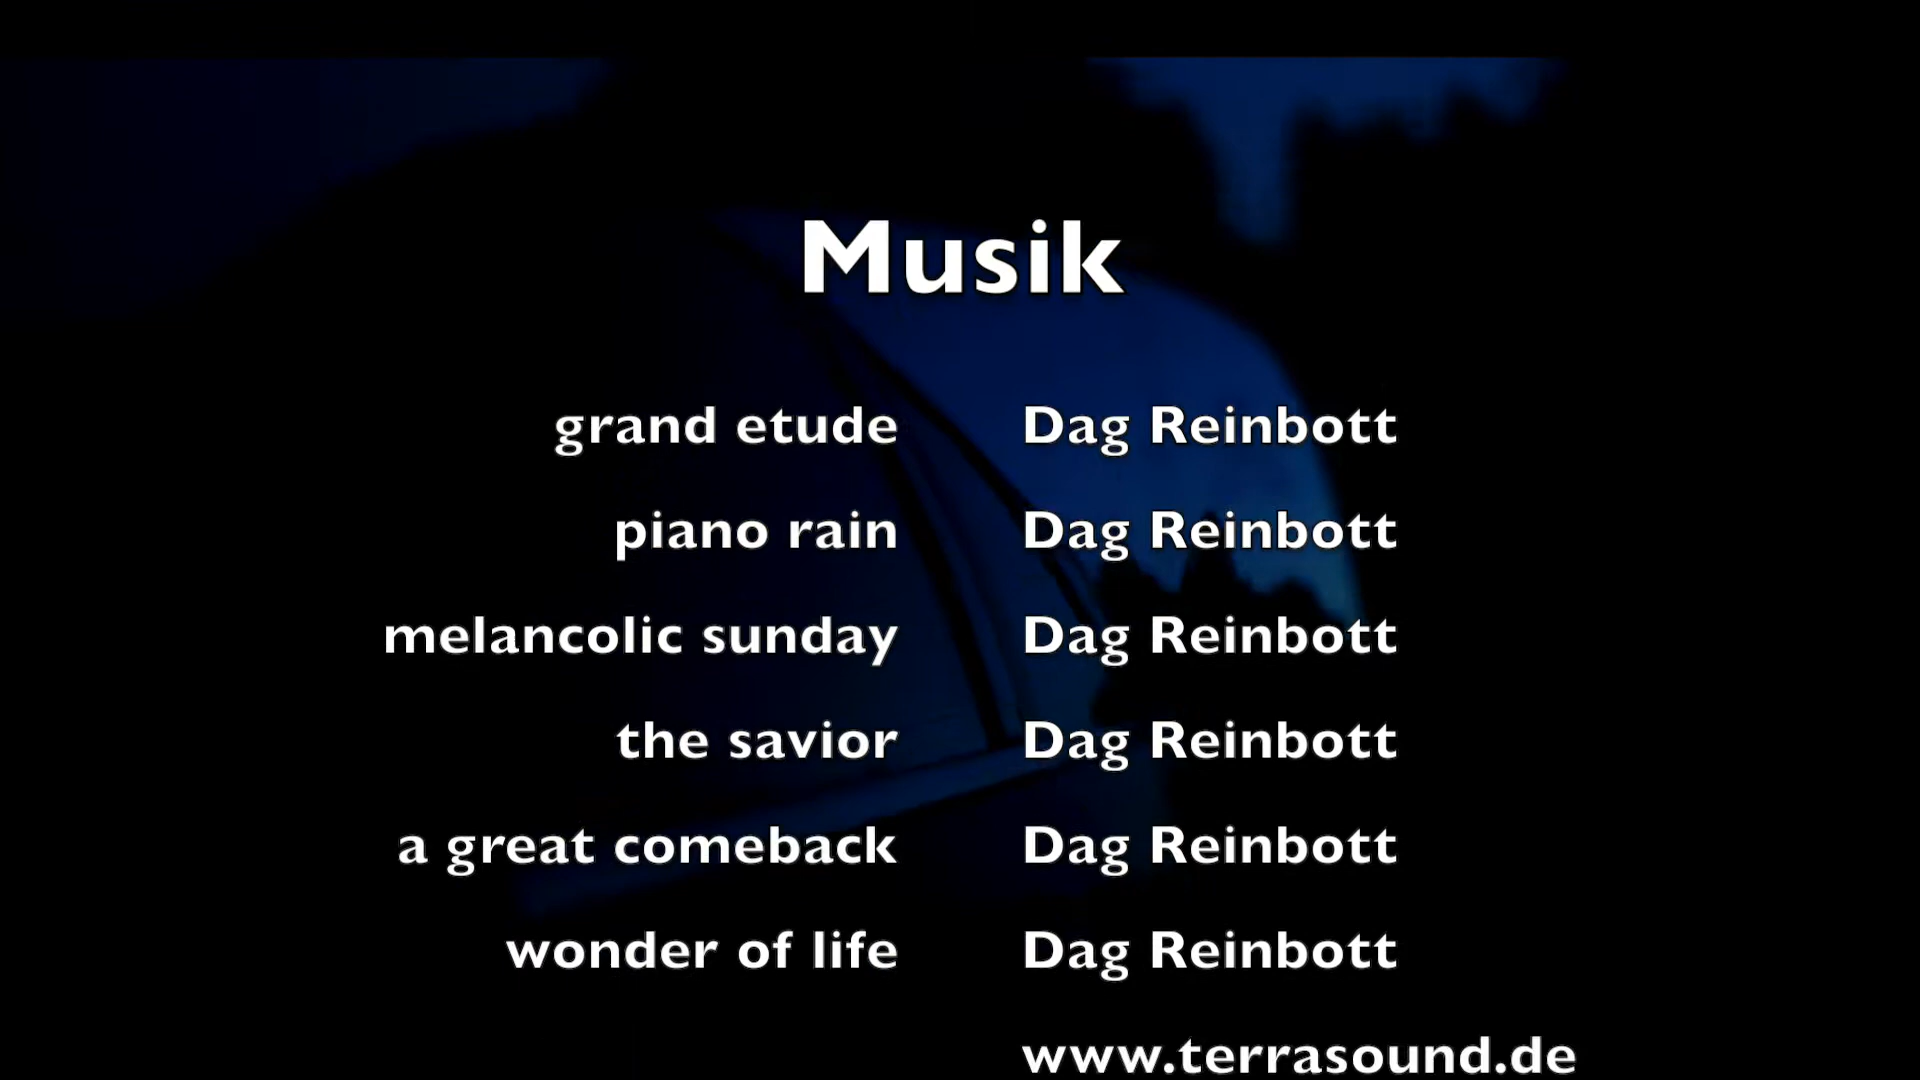 Musik
grand etude Dag Reinbott
piano rain Dag Reinbott
melancolic sunday Dag Reinbott
the savior Dag Reinbott
a great comeback Dag Reinbott
wonder of life Dag Reinbott
www.terrasound.de